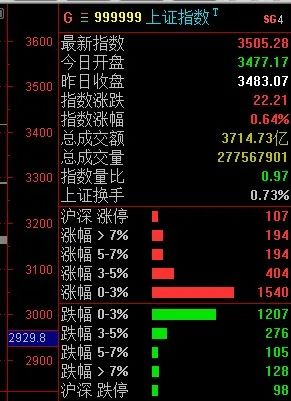 G 三 999999 上证指数 T SG4
最新指数 3505.28
今日开盘 3477.17
昨日收盘 3483.07
指数涨跌 22.21
指数涨幅 0.64%
总成交额 3714.73亿
总成交量 277567901
指数量比 0.97
上证换手 0.73%
沪深 涨停 107
涨幅 > 7% 194
涨幅 5-7% 194
涨幅 3-5% 404
涨幅 0-3% 1540
跌幅 0-3% 1207
跌幅 3-5% 276
跌幅 5-7% 105
跌幅 > 7% 128
沪深 跌停 98
3600
3500
3400
3300
3200
3100
3000
2929.8
2900